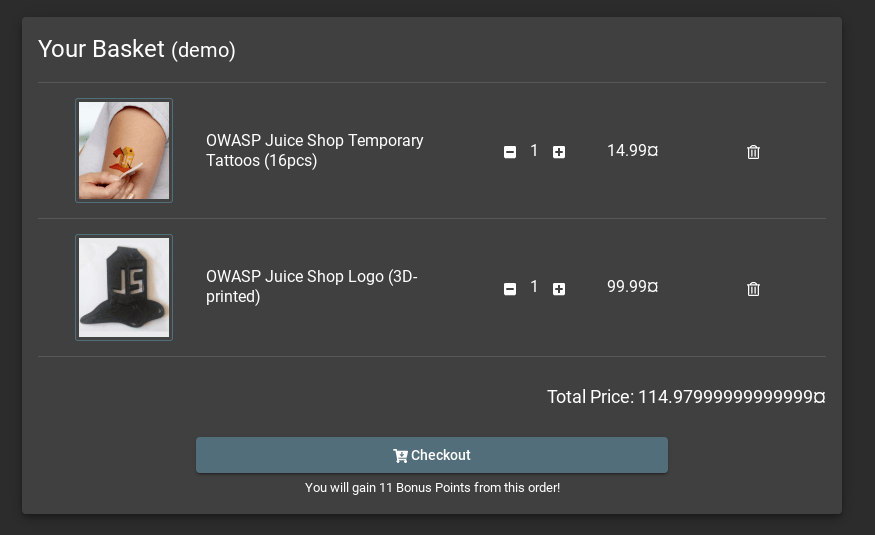 Your Basket (demo)
OWASP Juice Shop Temporary
Tattoos (16pcs)
1
14.99¤
JS
OWASP Juice Shop Logo (3D-
printed)
1
99.99¤
Total Price: 114.97999999999999¤
Checkout
You will gain 11 Bonus Points from this order!